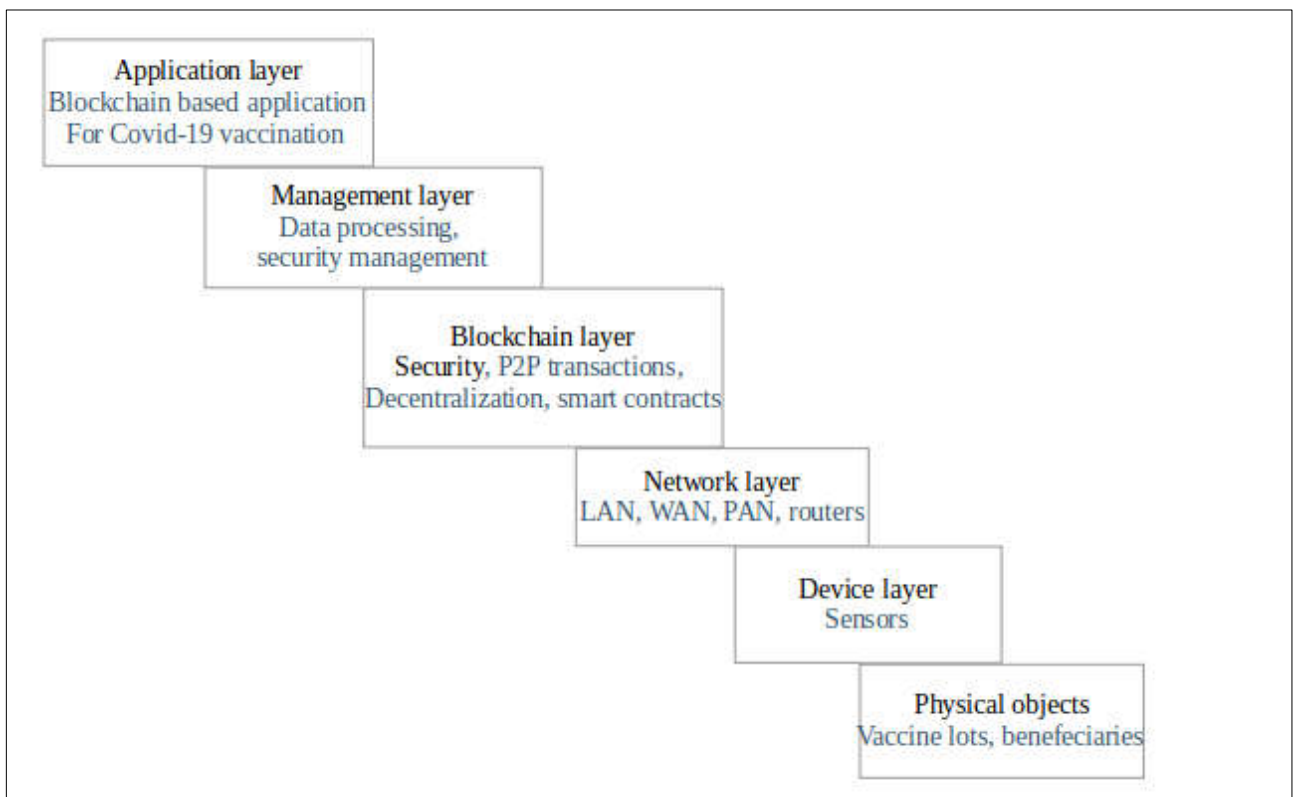 Application layer
Blockchain based application
For Covid-19 vaccination
Management layer
Data processing,
security management
Blockchain layer
Security, P2P transactions,
Decentralization, smart contracts
Network layer
LAN, WAN, PAN, routers
Device layer
Sensors
Physical objects
Vaccine lots, benefeciaries